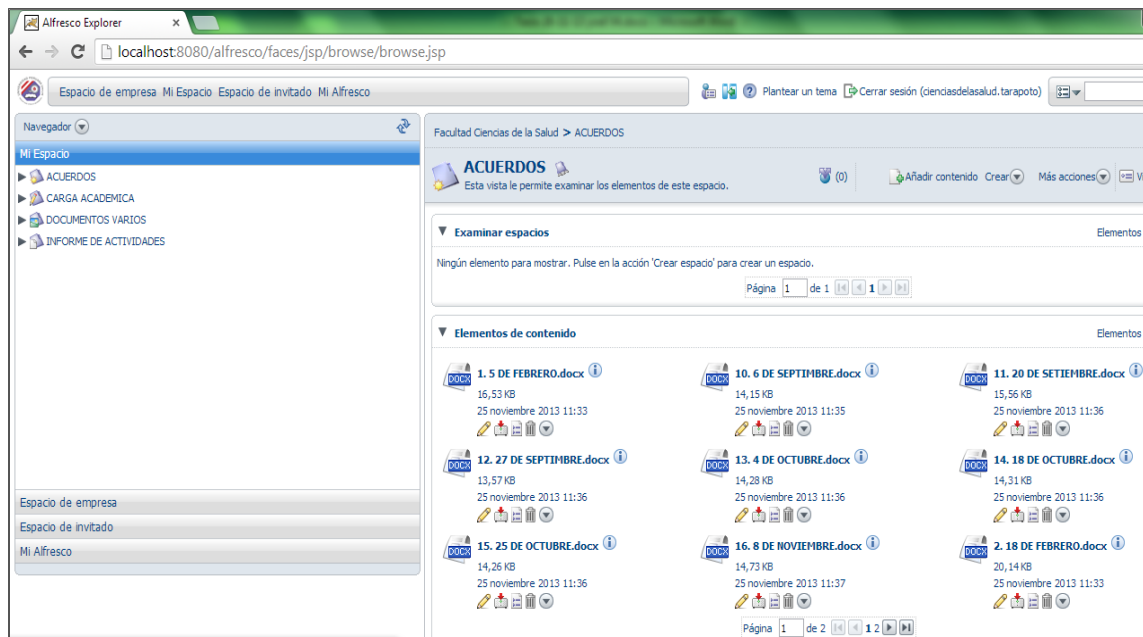 Alfresco Explorer
localhost:8080/alfresco/faces/jsp/browse/browse.jsp
Espacio de empresa Mi Espacio Espacio de invitado Mi Alfresco
Plantear un tema Cerrar sesión (cienciasdelasalud.tarapoto)
Navegador
Mi Espacio
ACUERDOS
CARGA ACADEMICA
DOCUMENTOS VARIOS
INFORME DE ACTIVIDADES
Espacio de empresa
Espacio de invitado
Mi Alfresco
Facultad Ciencias de la Salud > ACUERDOS
ACUERDOS
Esta vista le permite examinar los elementos de este espacio.
(0) Añadir contenido Crear Más acciones
Examinar espacios Elementos
Ningún elemento para mostrar. Pulse en la acción 'Crear espacio' para crear un espacio.
Página 1 de 1 1
Elementos de contenido Elementos
DOCX 1. 5 DE FEBRERO.docx
16,53 KB
25 noviembre 2013 11:33
DOCX 10. 6 DE SEPTIMBRE.docx
14,15 KB
25 noviembre 2013 11:35
DOCX 11. 20 DE SETIEMBRE.docx
15,56 KB
25 noviembre 2013 11:36
DOCX 12. 27 DE SEPTIMBRE.docx
13,57 KB
25 noviembre 2013 11:36
DOCX 13. 4 DE OCTUBRE.docx
14,28 KB
25 noviembre 2013 11:36
DOCX 14. 18 DE OCTUBRE.docx
14,31 KB
25 noviembre 2013 11:36
DOCX 15. 25 DE OCTUBRE.docx
14,26 KB
25 noviembre 2013 11:36
DOCX 16. 8 DE NOVIEMBRE.docx
14,73 KB
25 noviembre 2013 11:37
DOCX 2. 18 DE FEBRERO.docx
20,14 KB
25 noviembre 2013 11:33
Página 1 de 2 1 2